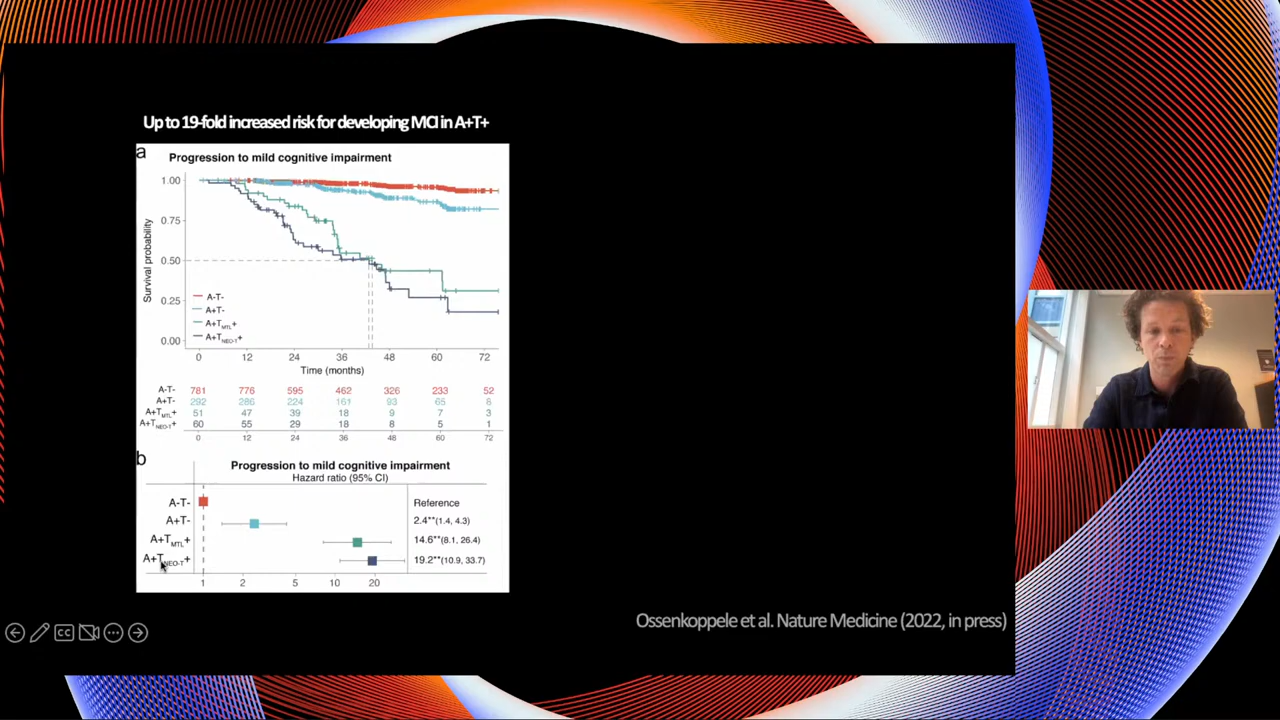 Up to 19-fold increased risk for developing MCI in A+T+
a
Progression to mild cognitive impairment
1.00
0.75
0.50
0.25
0.00
Survival probability
A-T-
A+T-
A+TMTL+
A+TNEO-T+
0 12 24 36 48 60 72
Time (months)
A-T- 781 776 595 462 326 233 52
A+T- 292 286 224 161 93 65 8
A+TMTL+ 51 47 39 18 9 7 3
A+TNEO-T+ 60 55 29 18 8 5 1
0 12 24 36 48 60 72
b
Progression to mild cognitive impairment
Hazard ratio (95% CI)
A-T- Reference
A+T- 2.4**(1.4, 4.3)
A+TMTL+ 14.6**(8.1, 26.4)
A+TNEO-T+ 19.2**(10.9, 33.7)
1 2 5 10 20
Ossenkoppele et al. Nature Medicine (2022, in press)
CC